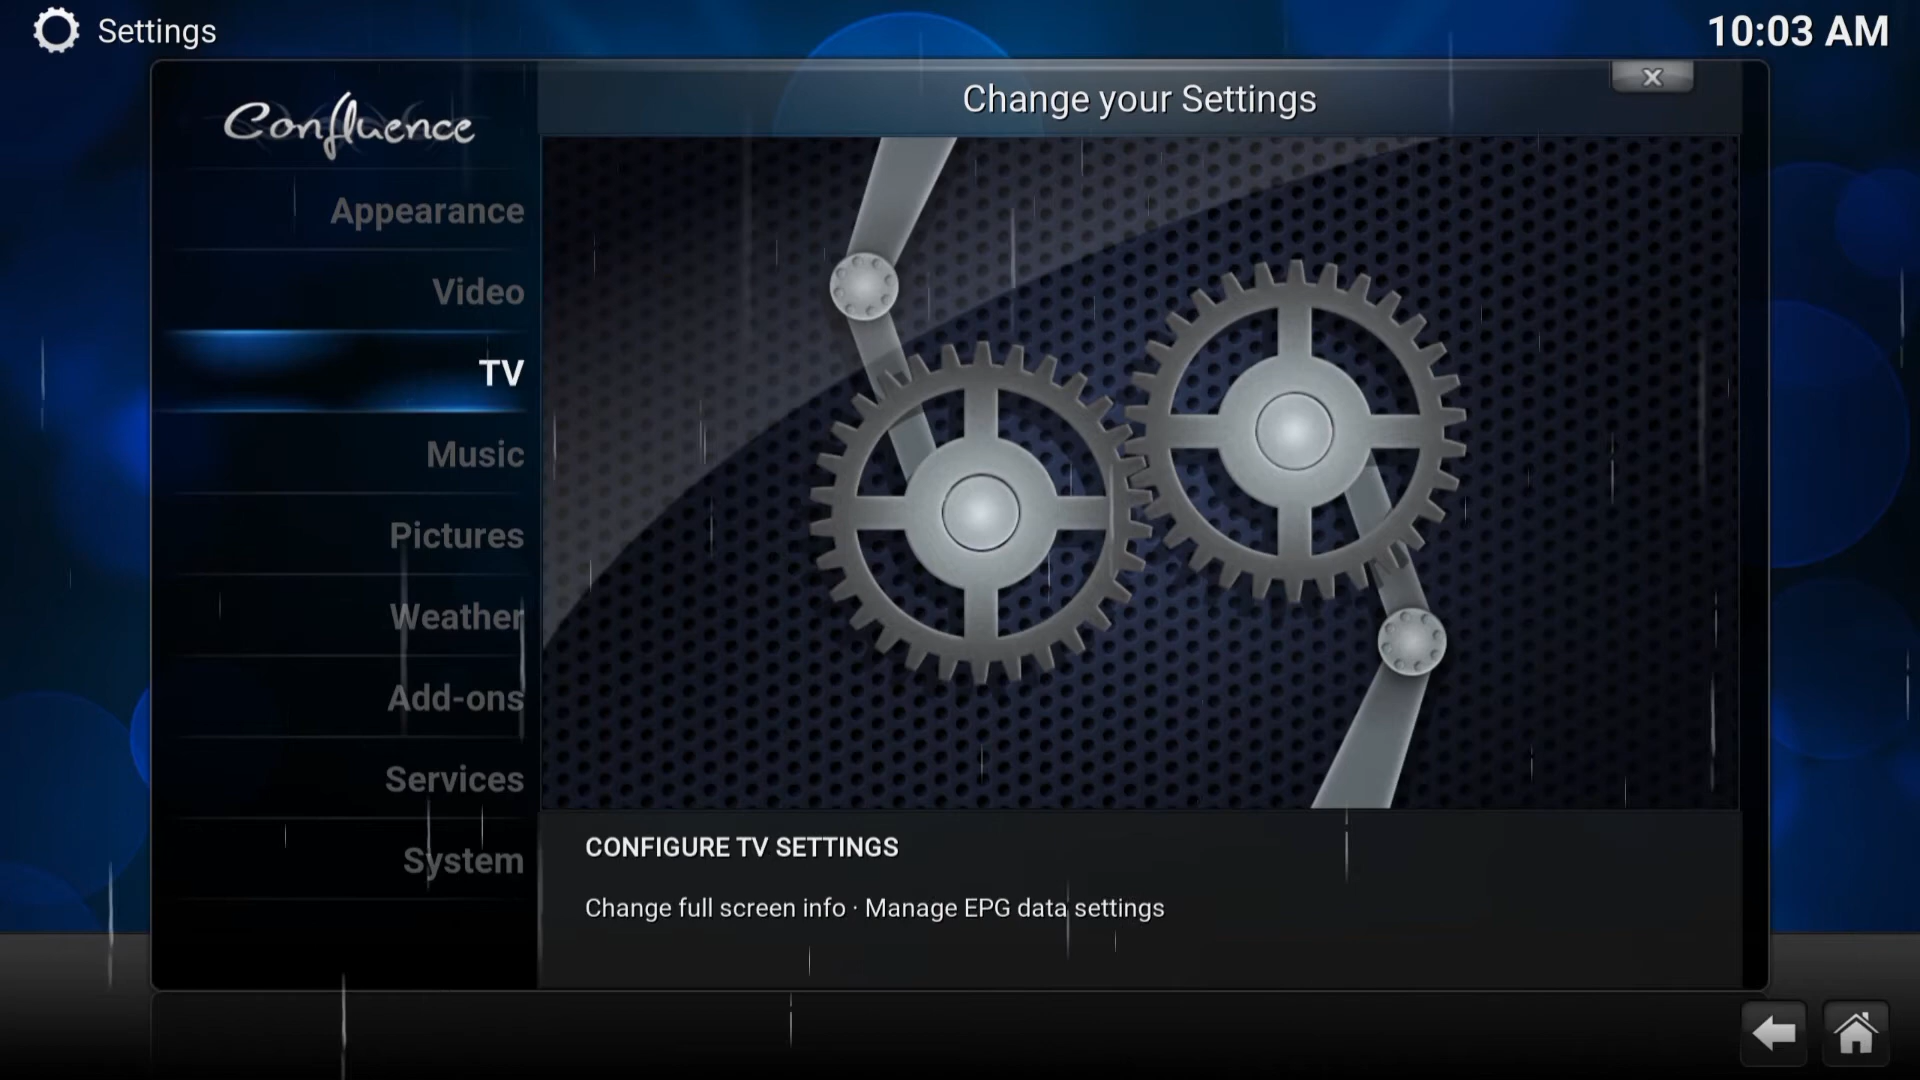 Settings
10:03 AM
Confluence
Change your Settings
X
Appearance
Video
TV
Music
Pictures
Weather
Add-ons
Services
System
CONFIGURE TV SETTINGS
Change full screen info · Manage EPG data settings